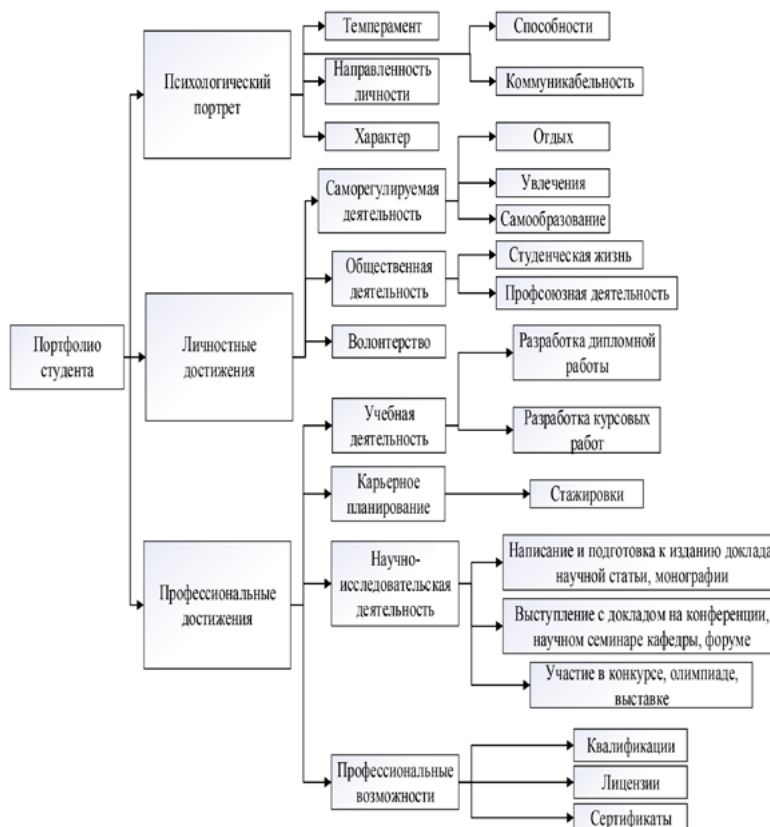 Портфолио
студента
Психологический
портрет
Темперамент
Направленность
личности
Характер
Способности
Коммуникабельность
Личностные
достижения
Саморегулируемая
деятельность
Отдых
Увлечения
Самообразование
Общественная
деятельность
Студенческая жизнь
Профсоюзная деятельность
Волонтерство
Профессиональные
достижения
Учебная
деятельность
Разработка дипломной
работы
Разработка курсовых
работ
Карьерное
планирование
Стажировки
Научно-
исследовательская
деятельность
Написание и подготовка к изданию доклада
научной статьи, монографии
Выступление с докладом на конференции,
научном семинаре кафедры, форуме
Участие в конкурсе, олимпиаде,
выставке
Профессиональные
возможности
Квалификации
Лицензии
Сертификаты